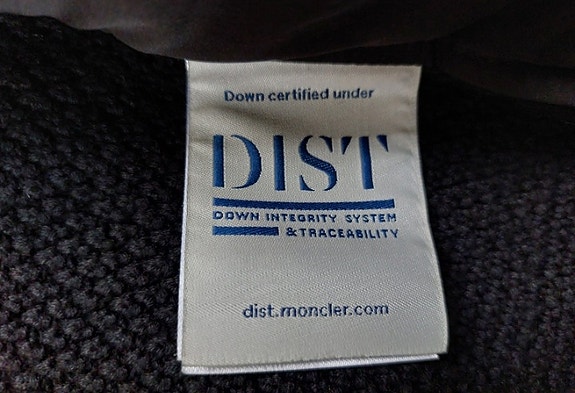 Down certified under
DIST
DOWN INTEGRITY SYSTEM
& TRACEABILITY
dist.moncler.com